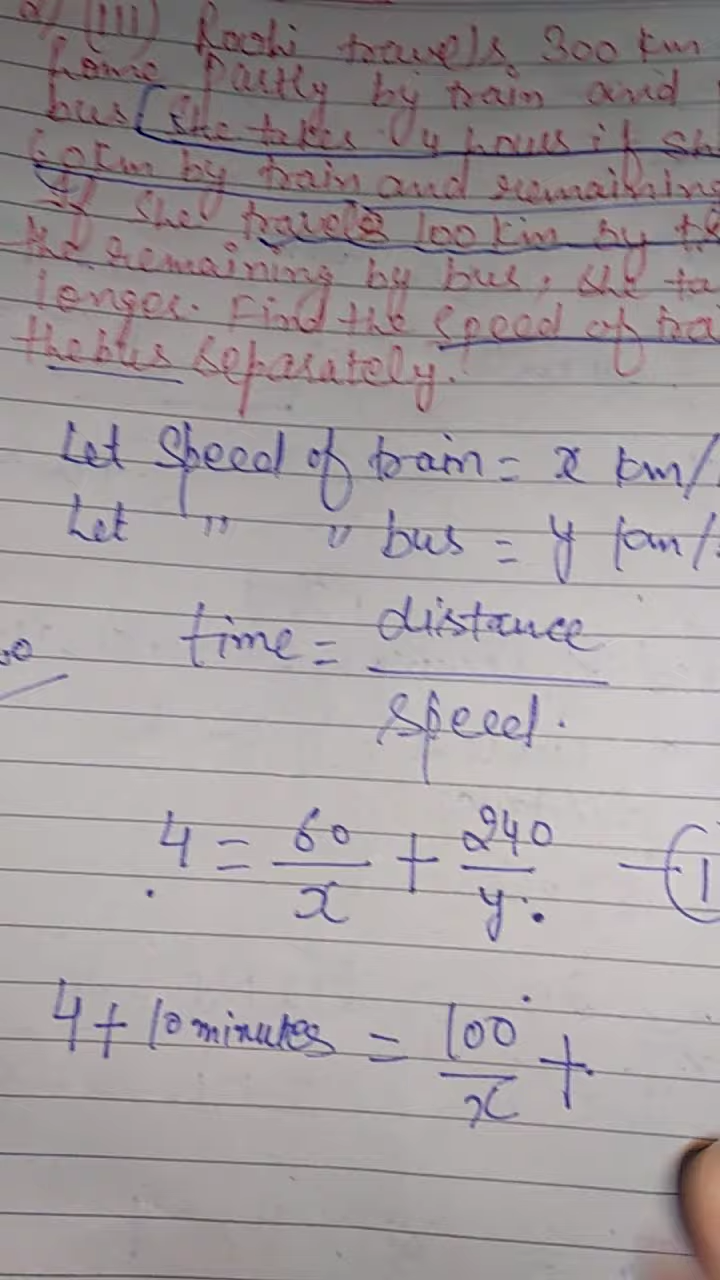 (III) Roohi travels 300 km
home partly by train and
bus (She takes 4 hours if sh
60 km by train and remaining
If she travels 100 km by
the remaining by bus, she ta
longer. Find the speed of tra
the bus separately.
Let speed of train = x km/
Let " " bus = y km/
time = distance
speed.
4 = 60/x + 240/y. — (1)
4 + 10 minutes = 100/x +